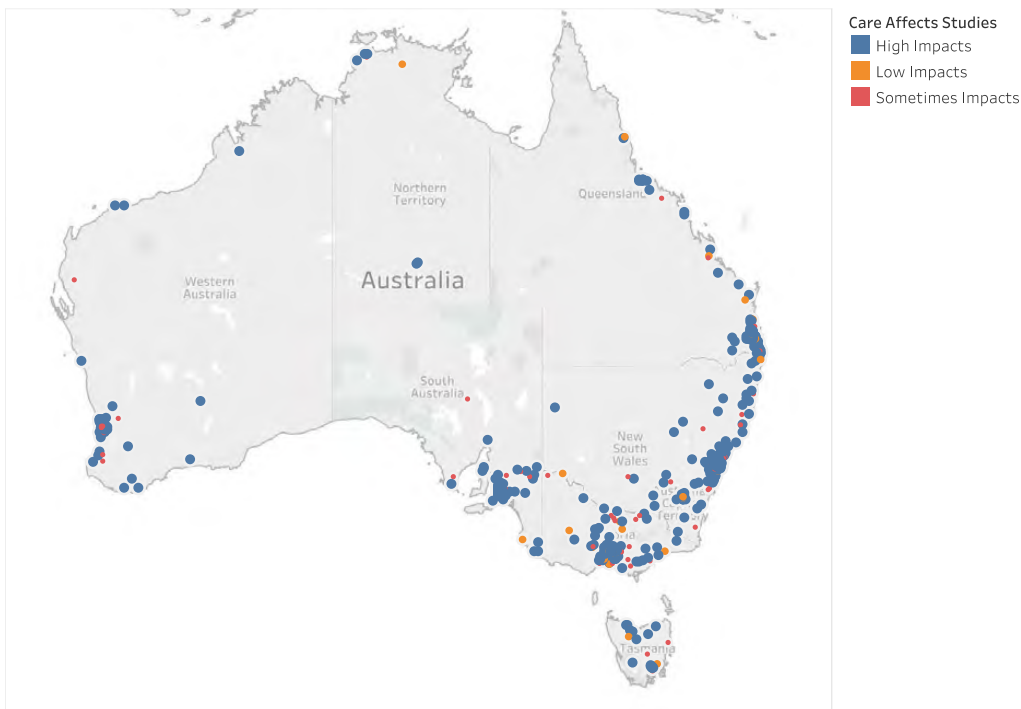 Care Affects Studies
High Impacts
Low Impacts
Sometimes Impacts
Northern
Territory
Queensland
Australia
Western
Australia
South
Australia
New
South
Wales
Territory
Tasmania